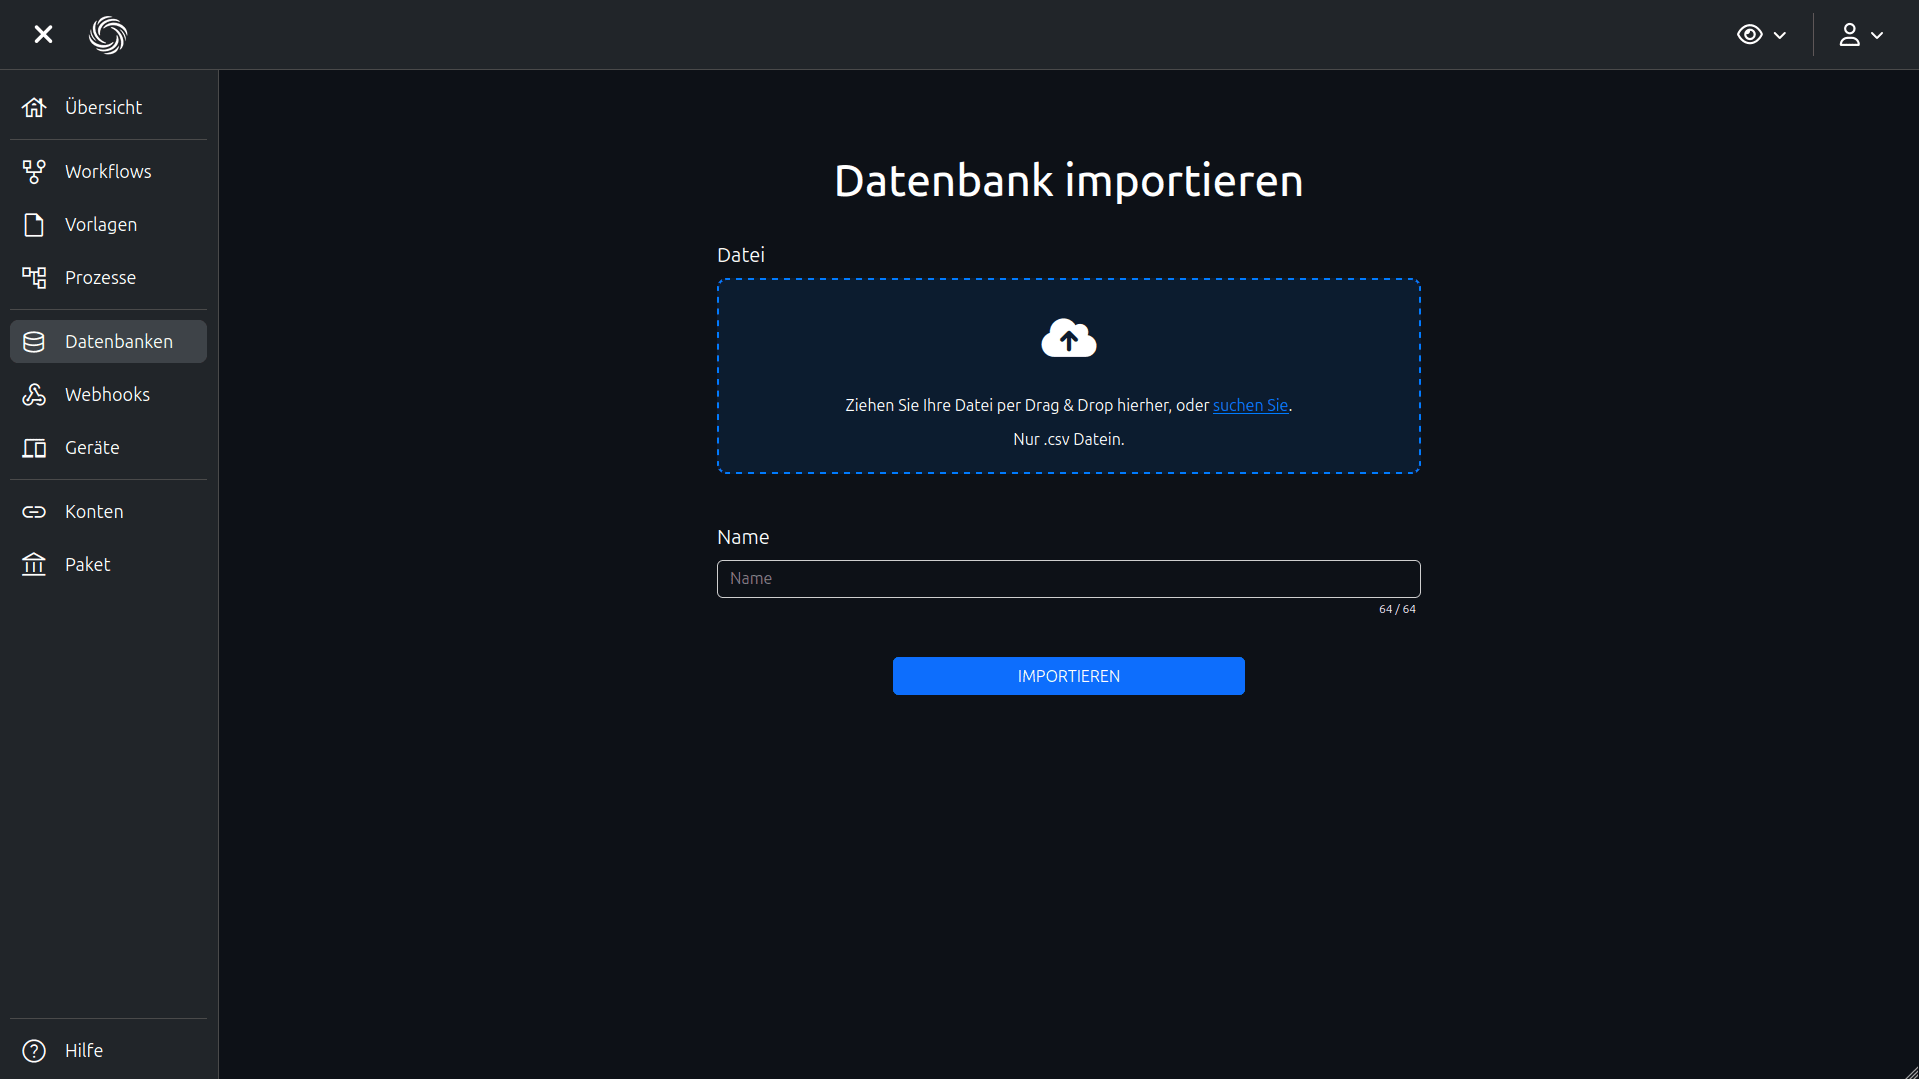 Übersicht
Workflows
Vorlagen
Prozesse
Datenbanken
Webhooks
Geräte
Konten
Paket
Hilfe
Datenbank importieren
Datei
Ziehen Sie Ihre Datei per Drag & Drop hierher, oder suchen Sie.
Nur .csv Datein.
Name
Name
64 / 64
IMPORTIEREN